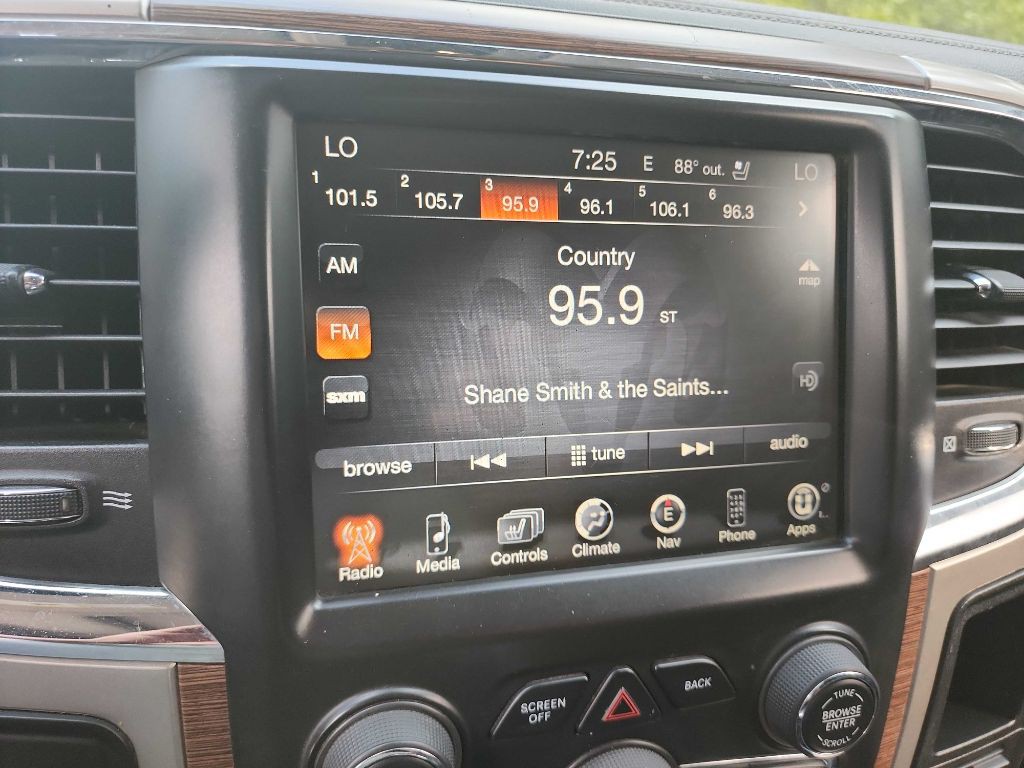 LO 7:25 E 88° out. LO
1 101.5 2 105.7 3 95.9 4 96.1 5 106.1 6 96.3
AM
Country
map
FM
95.9 ST
sxm
Shane Smith & the Saints...
HD
browse tune audio
Radio Media Controls Climate E Nav Phone Apps
SCREEN
OFF
BACK
TUNE
BROWSE
ENTER
SCROLL